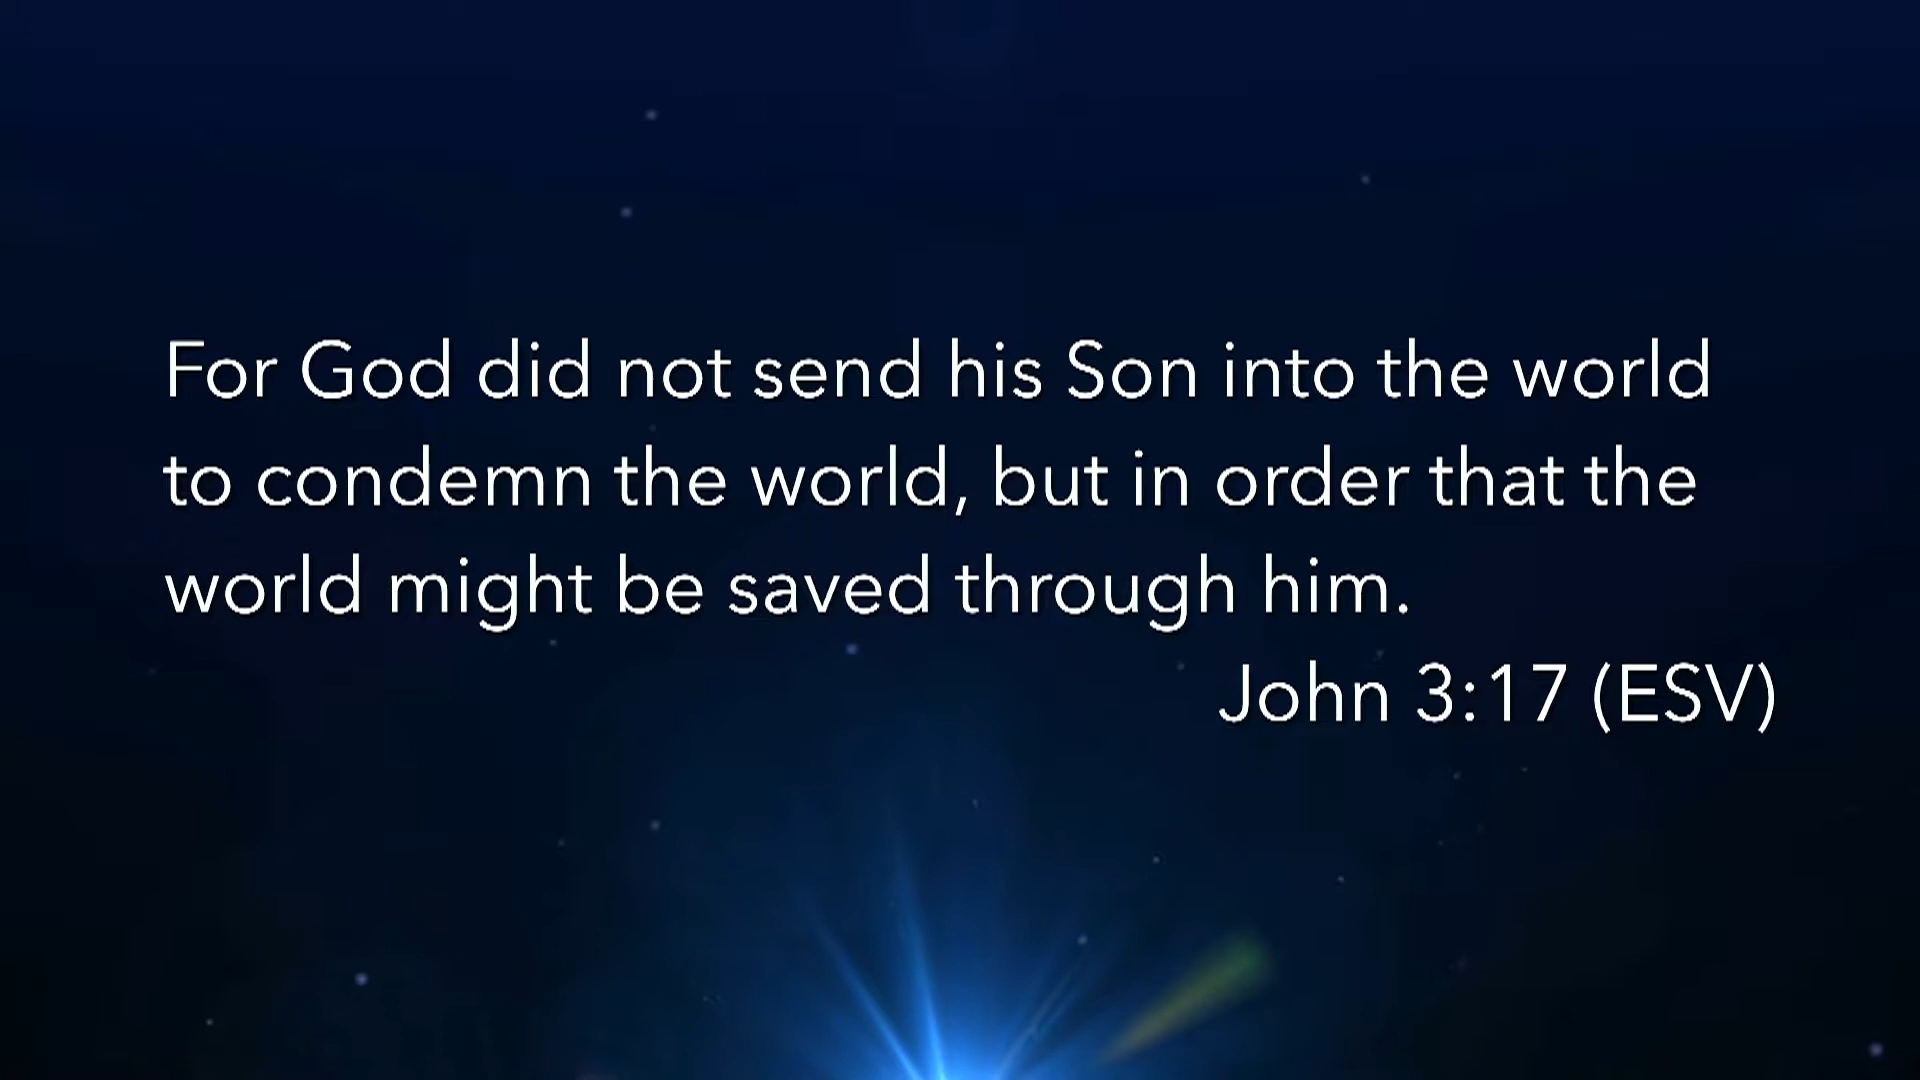 For God did not send his Son into the world
to condemn the world, but in order that the
world might be saved through him.
John 3:17 (ESV)